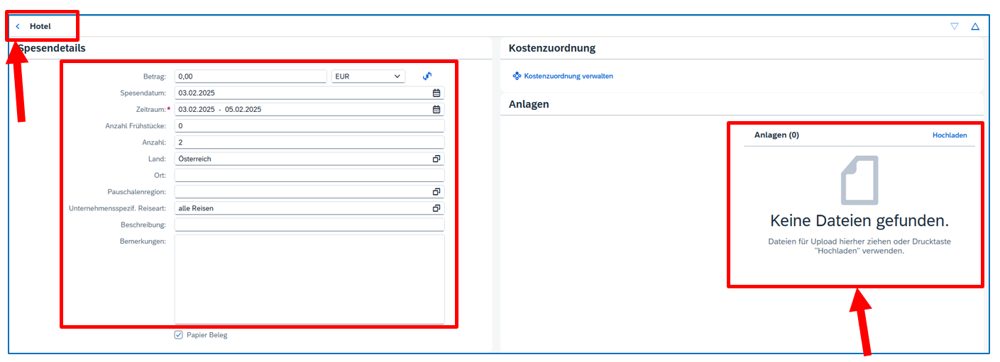 Hotel
Spesendetails
Betrag: 0,00 EUR
Spesendatum: 03.02.2025
Zeitraum:* 03.02.2025 - 05.02.2025
Anzahl Frühstücke: 0
Anzahl: 2
Land: Österreich
Ort:
Pauschalenregion:
Unternehmensspezif. Reiseart: alle Reisen
Beschreibung:
Bemerkungen:
Papier Beleg
Kostenzuordnung
Kostenzuordnung verwalten
Anlagen
Anlagen (0) Hochladen
Keine Dateien gefunden.
Dateien für Upload hierher ziehen oder Drucktaste
"Hochladen" verwenden.